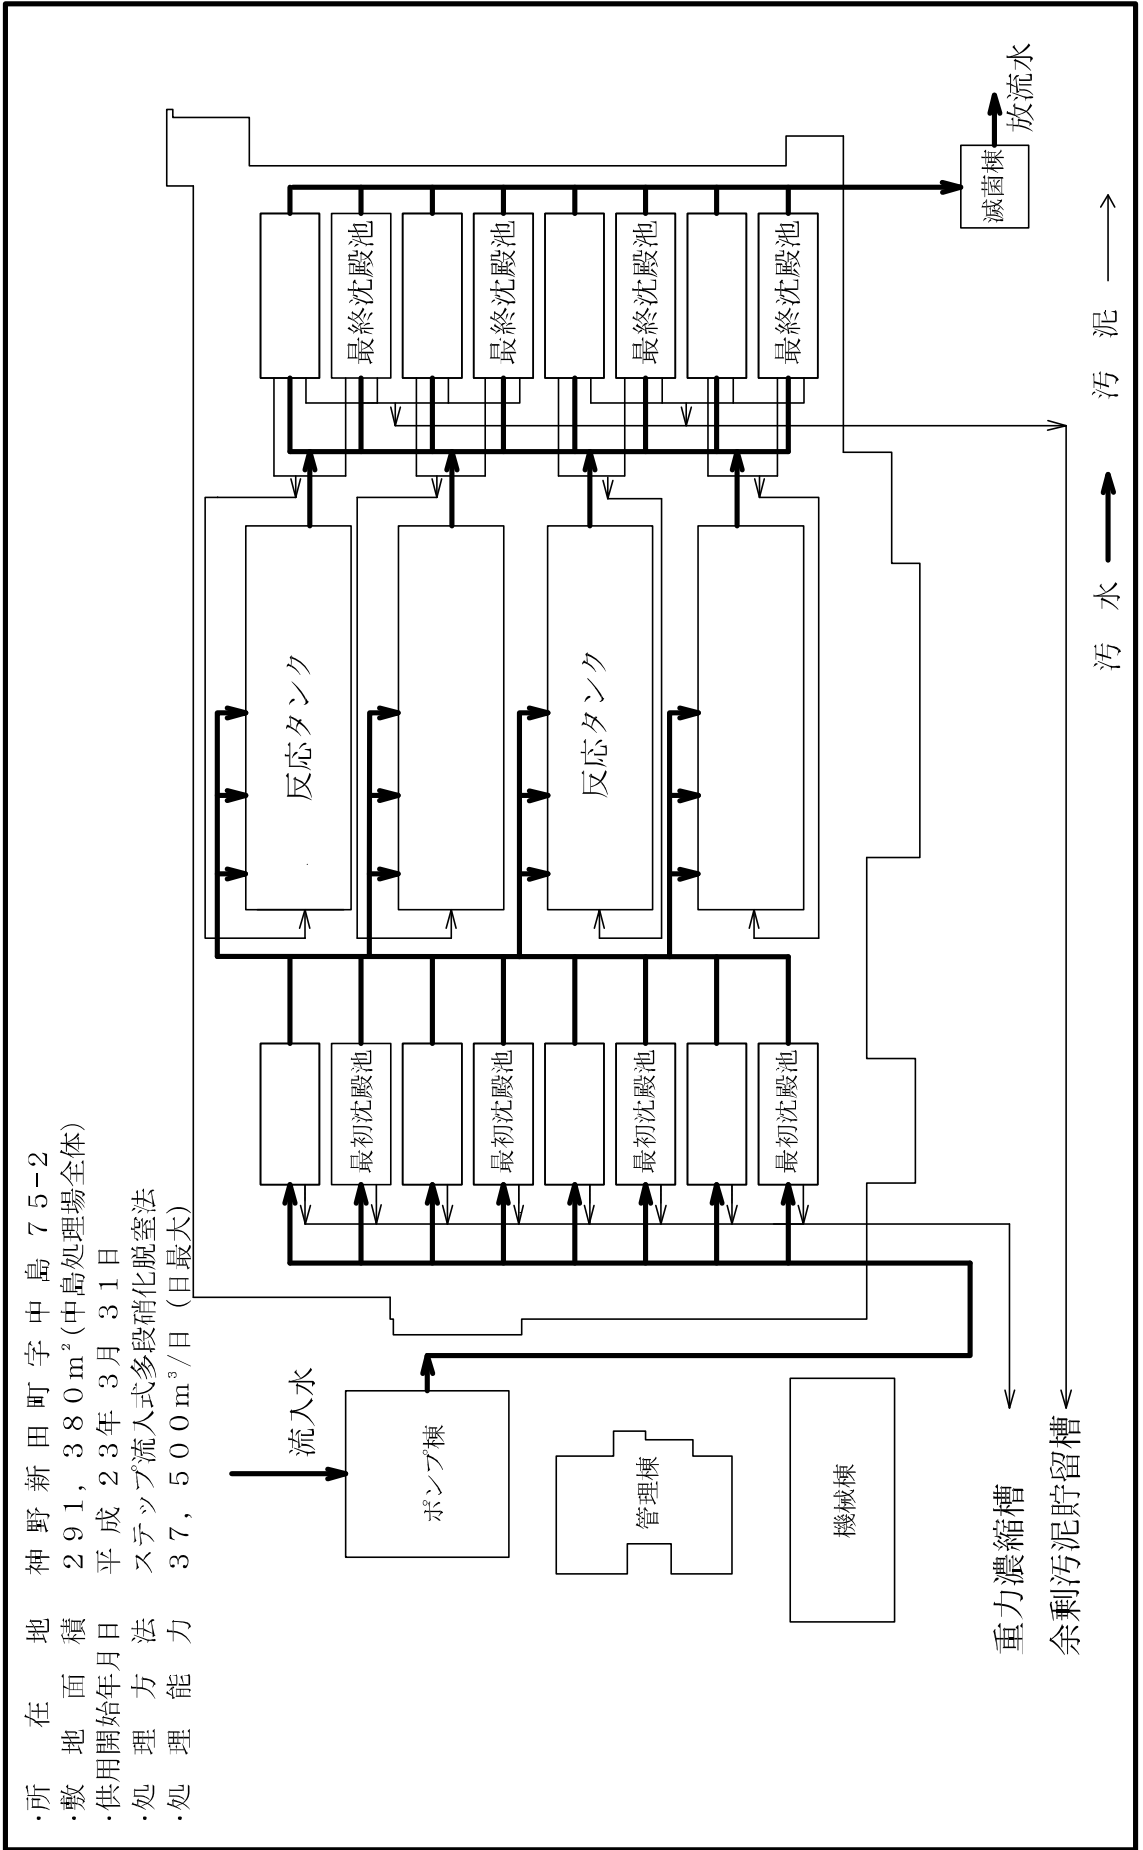 ・所在地 神野新田町字中島 75-2
・敷地面積 291,380m²(中島処理場全体)
・供用開始年月日 平成 23年 3月 31日
・処理方法 ステップ流入式多段硝化脱窒法
・処理能力 37,500m³/日 (日最大)
流入水
ポンプ棟
管理棟
機械棟
重力濃縮槽
余剰汚泥貯留槽
最初沈殿池
最初沈殿池
最初沈殿池
最初沈殿池
反応タンク
反応タンク
最終沈殿池
最終沈殿池
最終沈殿池
最終沈殿池
滅菌棟
放流水
汚水
汚泥